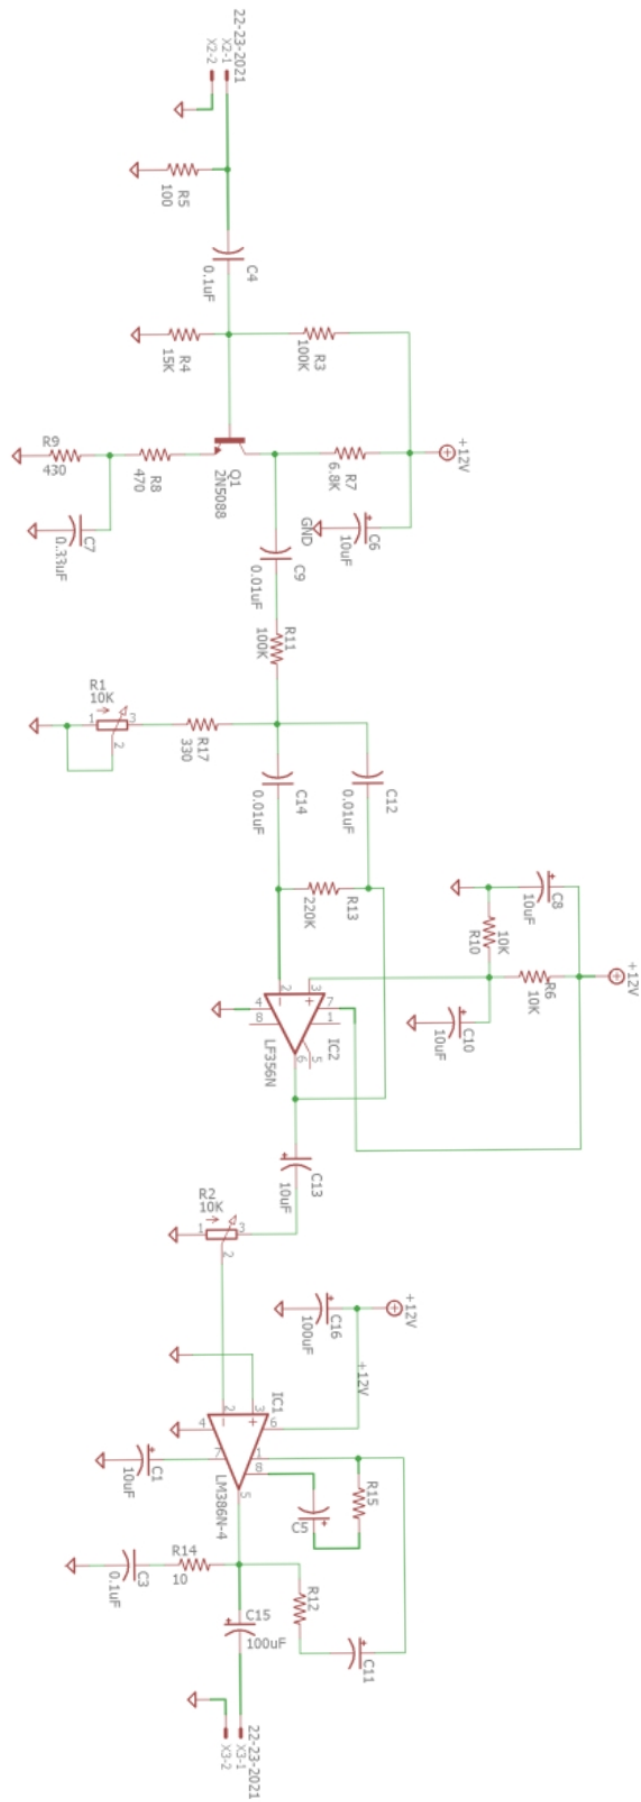 22-23-2021
X2-1
X2-2
R5
100
C4
0.1uF
R4
15K
R3
100K
+12V
R9
430
R8
470
Q1
2N5088
R7
6.8K
C7
0.33uF
GND
C6
10uF
C9
0.01uF
R11
100K
R1
10K
1
3
2
R17
330
C14
0.01uF
C12
0.01uF
R13
220K
C8
10uF
R10
10K
+12V
R6
10K
C10
10uF
2
3
4
7
8
1
6
5
IC2
LF356N
C13
10uF
R2
10K
1
3
2
+12V
C16
100uF
+12V
IC1
2
3
4
6
7
1
8
5
LM386N-4
C1
10uF
C5
R15
R14
10
C3
0.1uF
R12
C15
100uF
C11
22-23-2021
X3-1
X3-2